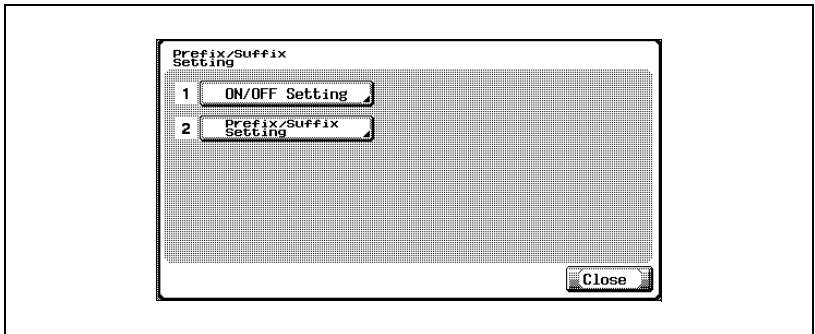 Prefix/Suffix
Setting
1 ON/OFF Setting
2 Prefix/Suffix
Setting
Close